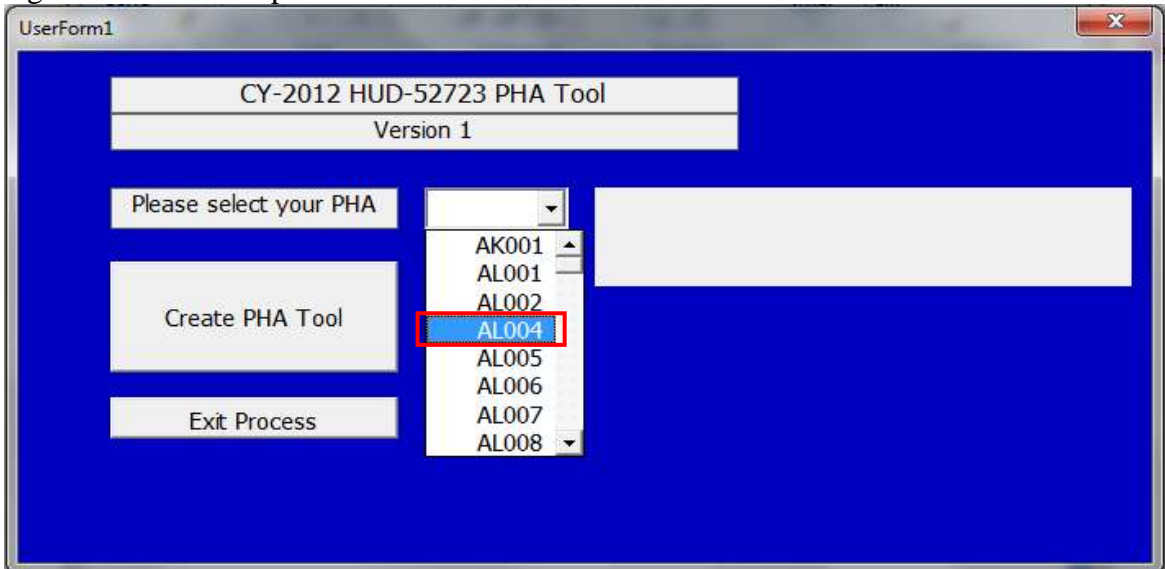 UserForm1
CY-2012 HUD-52723 PHA Tool
Version 1
Please select your PHA
AK001
AL001
AL002
AL004
AL005
AL006
AL007
AL008
Create PHA Tool
Exit Process